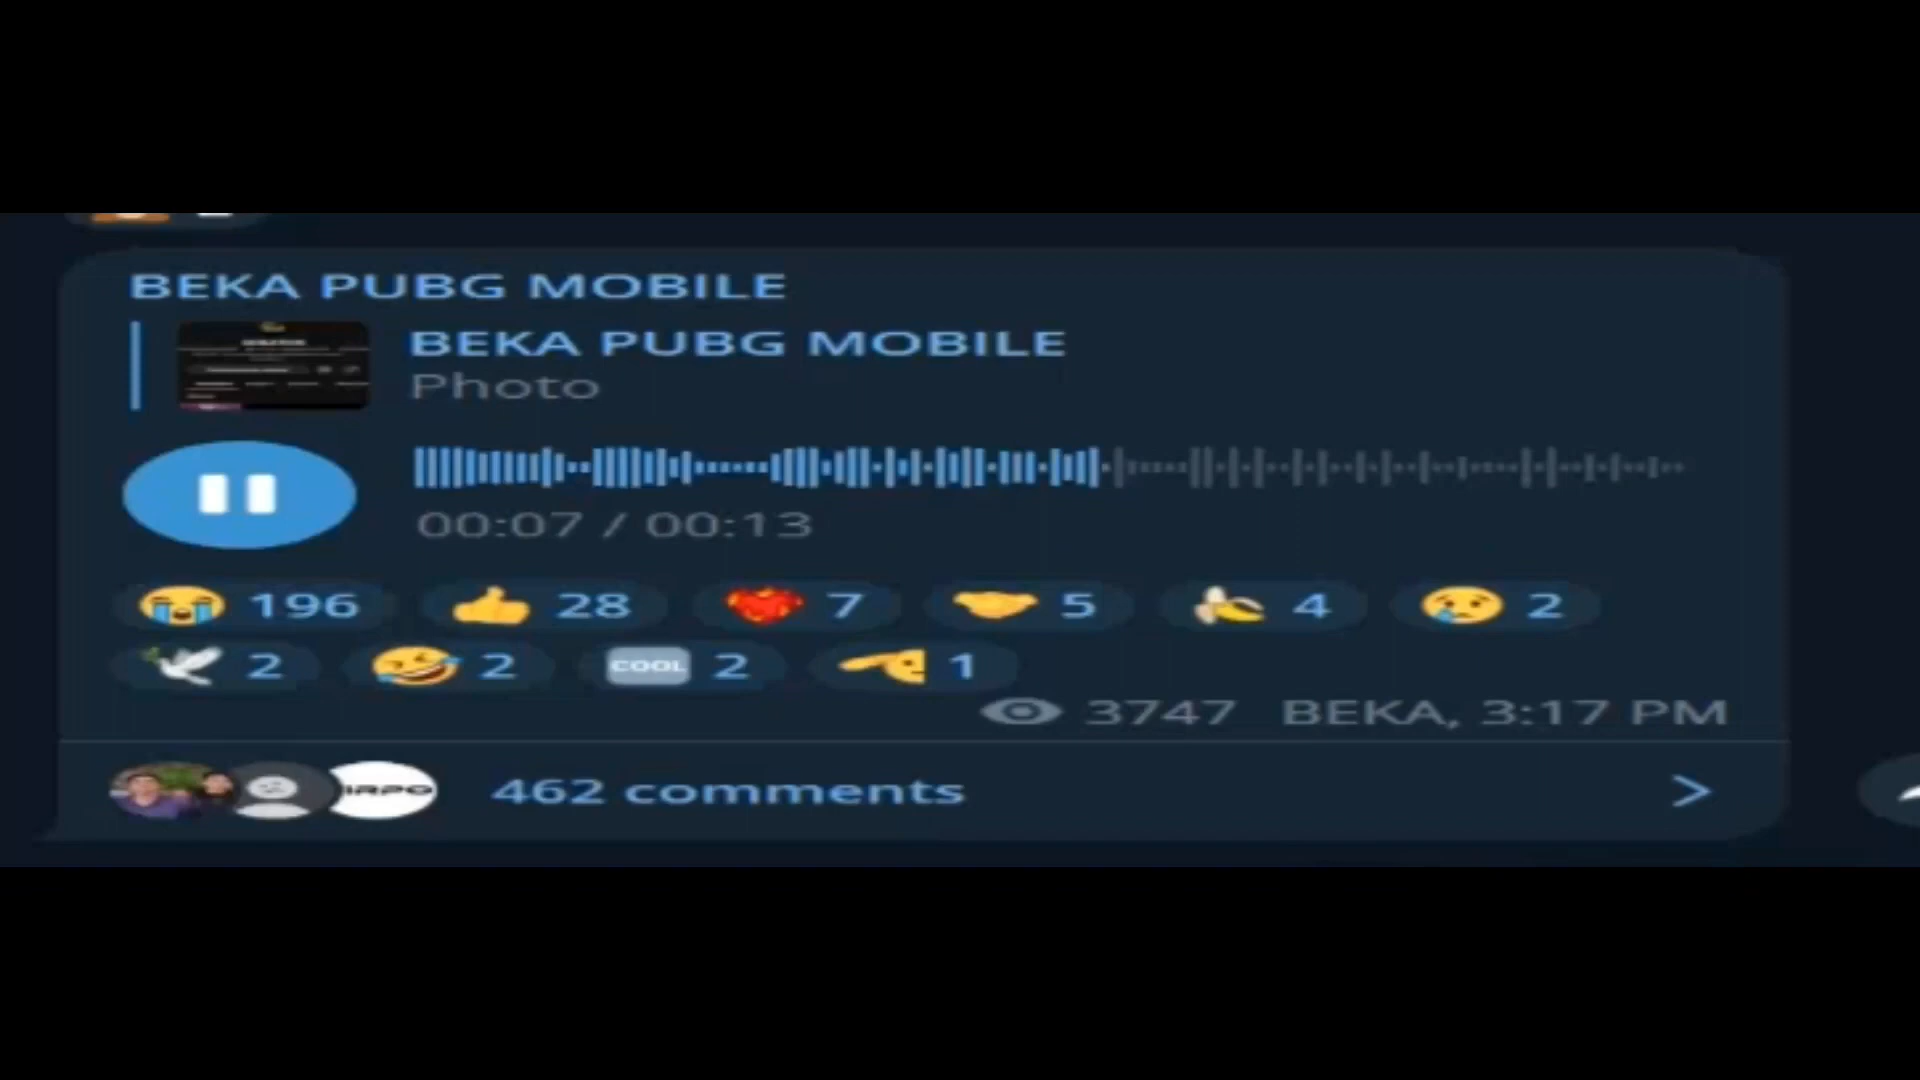 BEKA PUBG MOBILE
BEKA PUBG MOBILE
Photo
00:07 / 00:13
196 28 7 5 4 2
2 2 COOL 2 1
3747 BEKA, 3:17 PM
462 comments